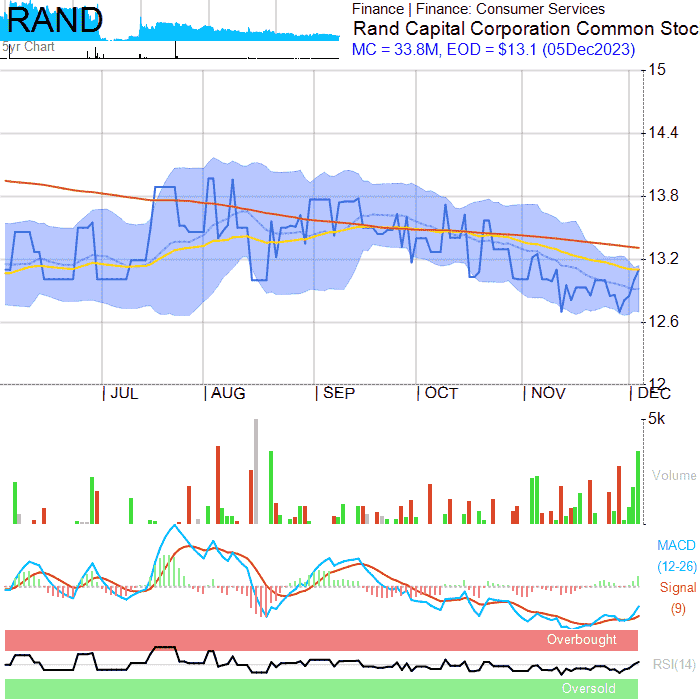 RAND
5yr Chart
Finance | Finance: Consumer Services
Rand Capital Corporation Common Stoc
MC = 33.8M, EOD = $13.1 (05Dec2023)
15
14.4
13.8
13.2
12.6
12
JUL AUG SEP OCT NOV DEC
5k
Volume
MACD
(12-26)
Signal
(9)
Overbought
RSI(14)
Oversold